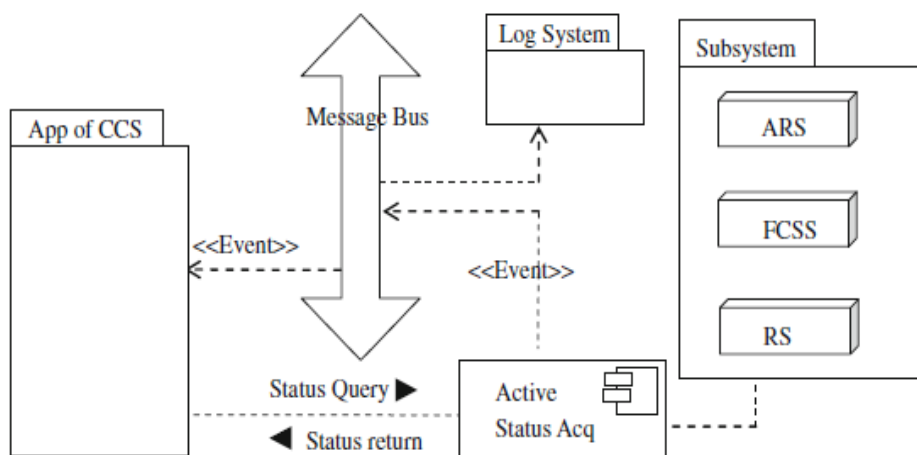 Log System
Subsystem
Message Bus
App of CCS
ARS
FCSS
<<Event>>
<<Event>>
RS
Status Query
Active
Status Acq
Status return